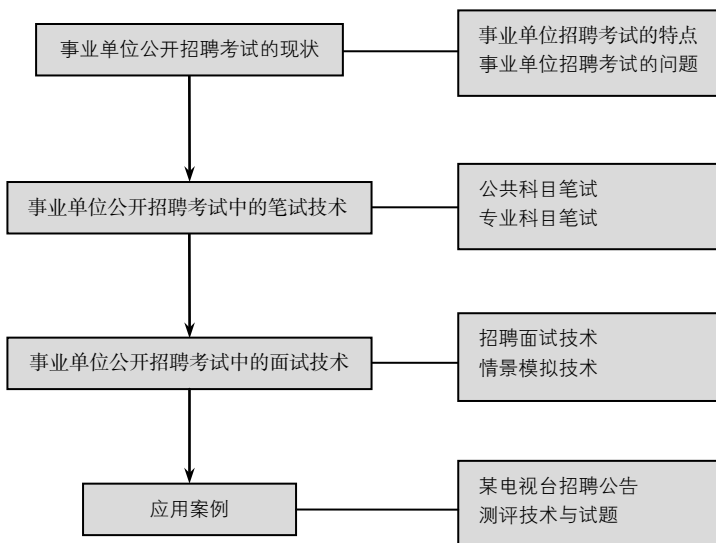 事业单位公开招聘考试的现状
事业单位招聘考试的特点
事业单位招聘考试的问题
事业单位公开招聘考试中的笔试技术
公共科目笔试
专业科目笔试
事业单位公开招聘考试中的面试技术
招聘面试技术
情景模拟技术
应用案例
某电视台招聘公告
测评技术与试题